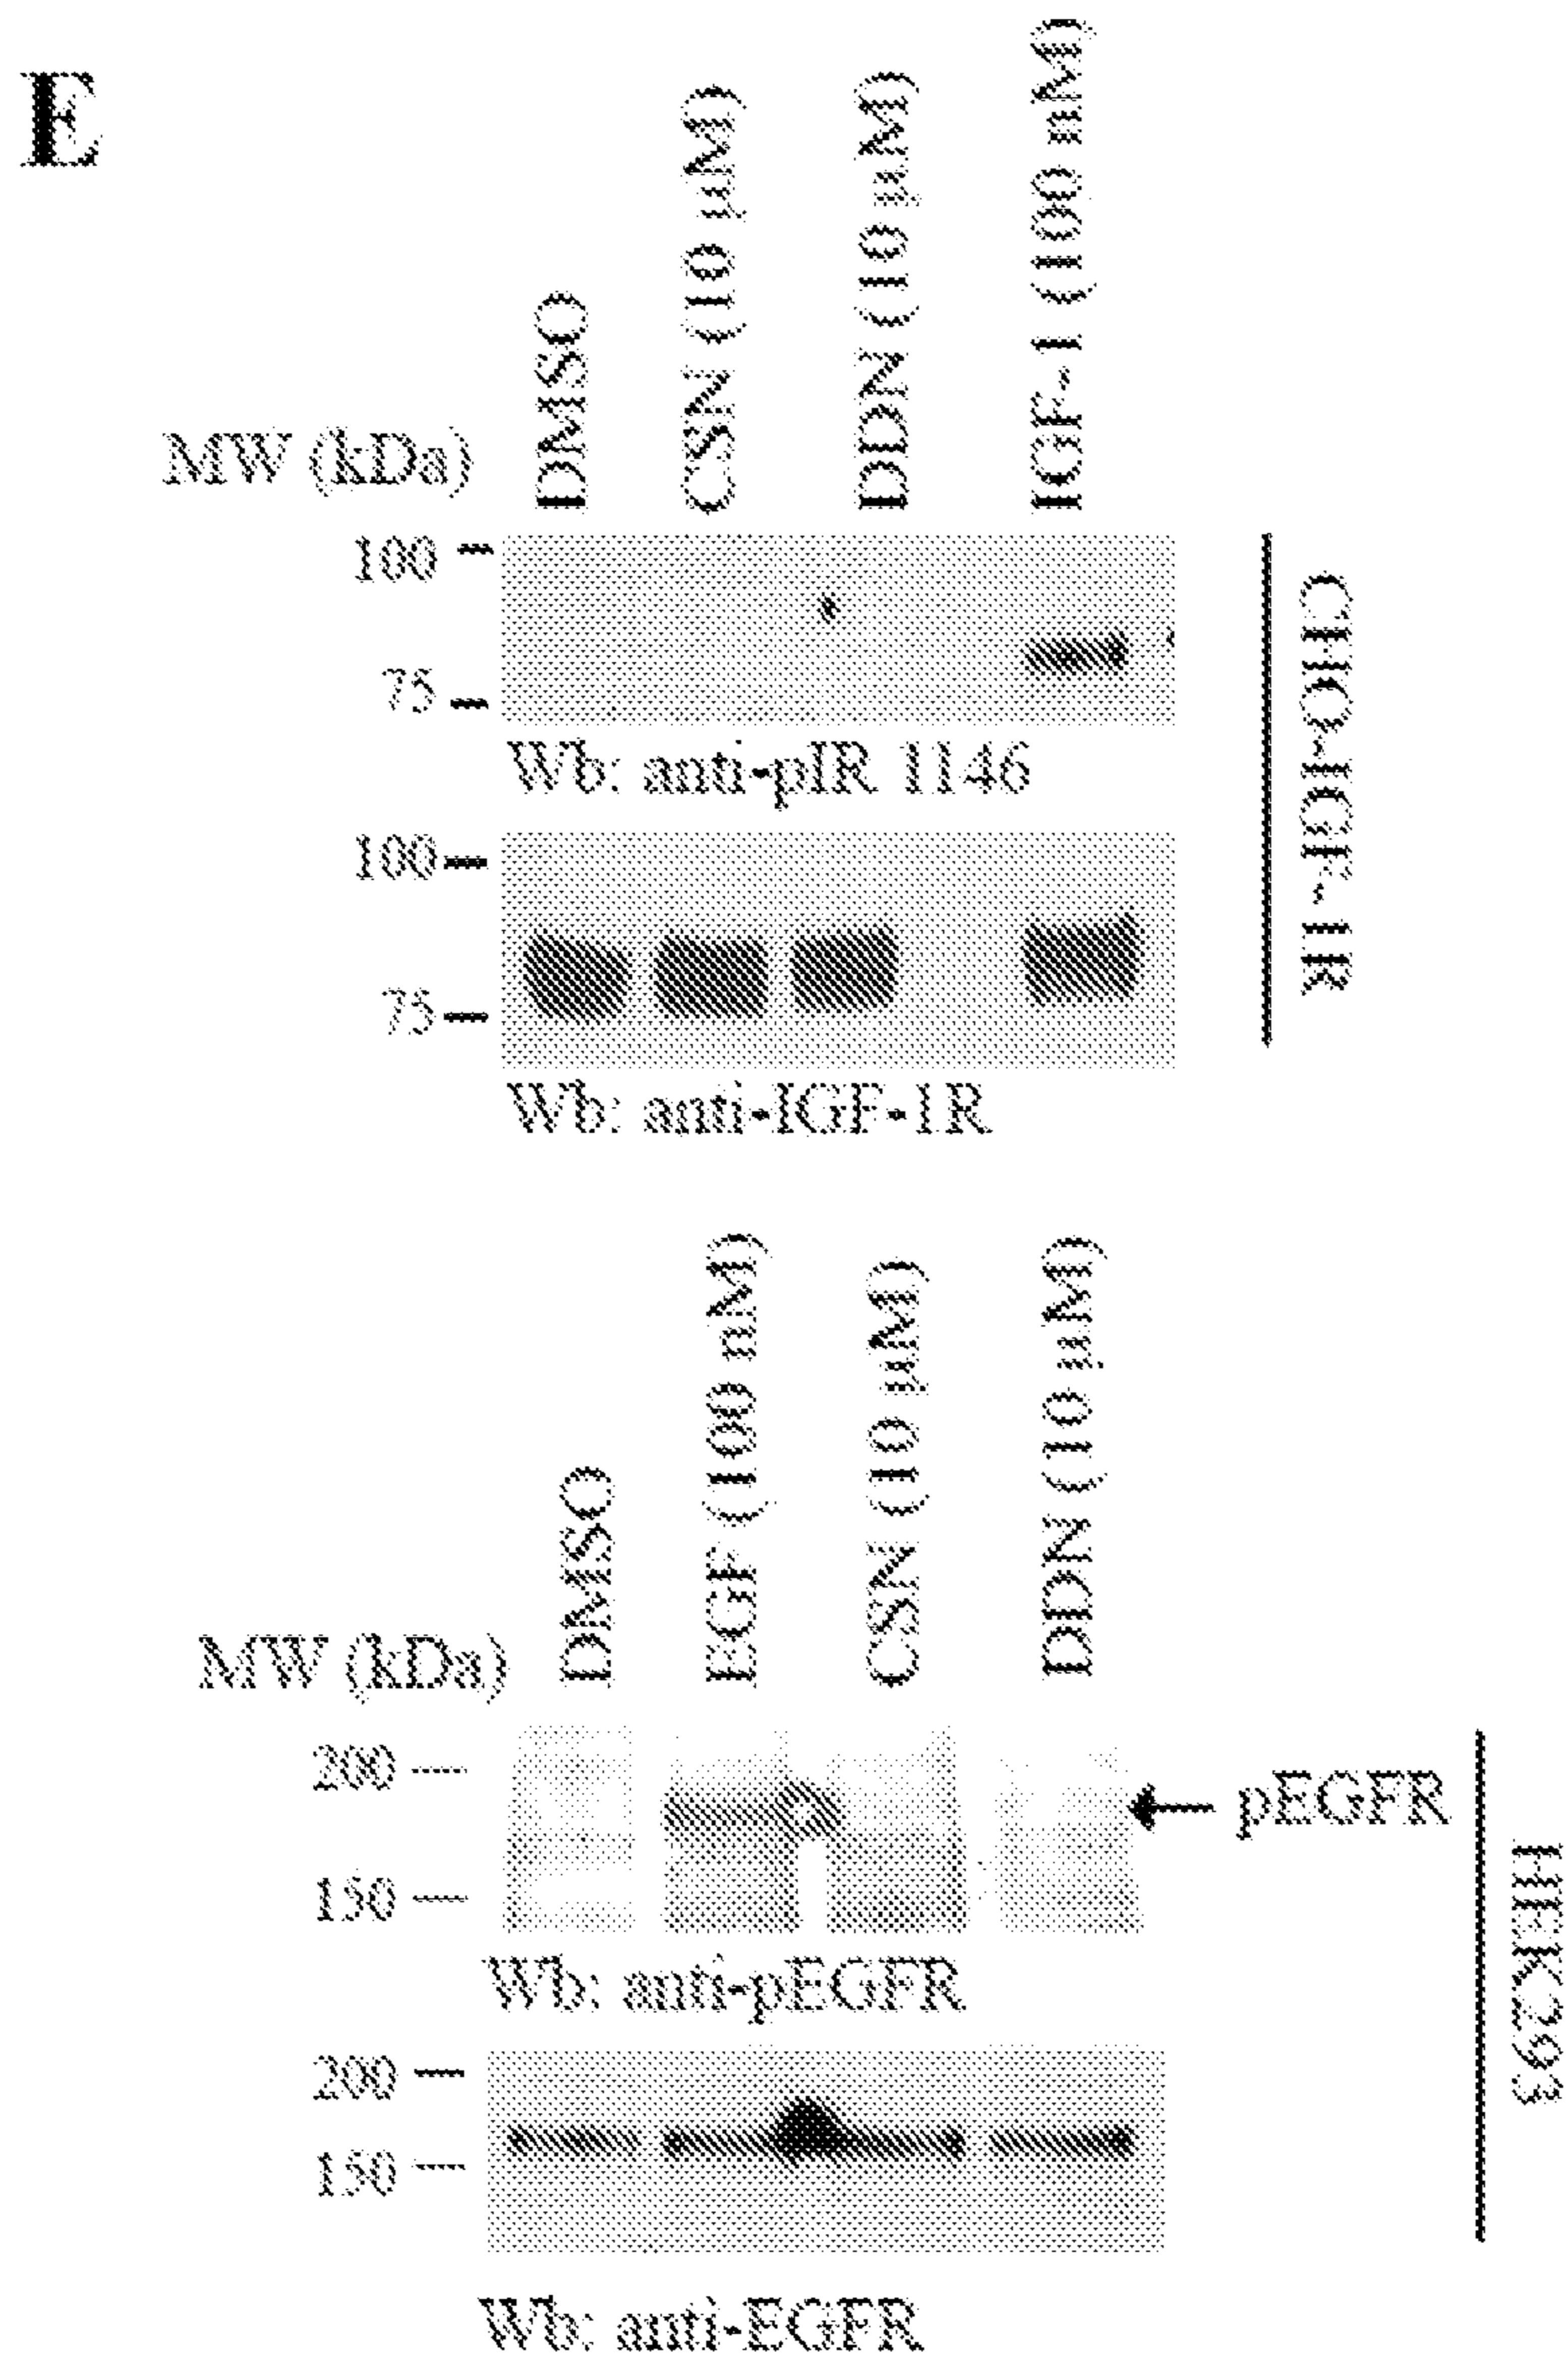 E
DMSO
CSN (10 µM)
DDN (10 µM)
IGF-1 (100 nM)
MW (kDa)
100
75
Wb: anti-pIR 1146
100
75
Wb: anti-IGF-1R
CHO-IGF-1R
DMSO
EGF (100 nM)
CSN (10 µM)
DDN (10 µM)
MW (kDa)
200
150
pEGFR
Wb: anti-pEGFR
200
150
Wb: anti-EGFR
HEK293